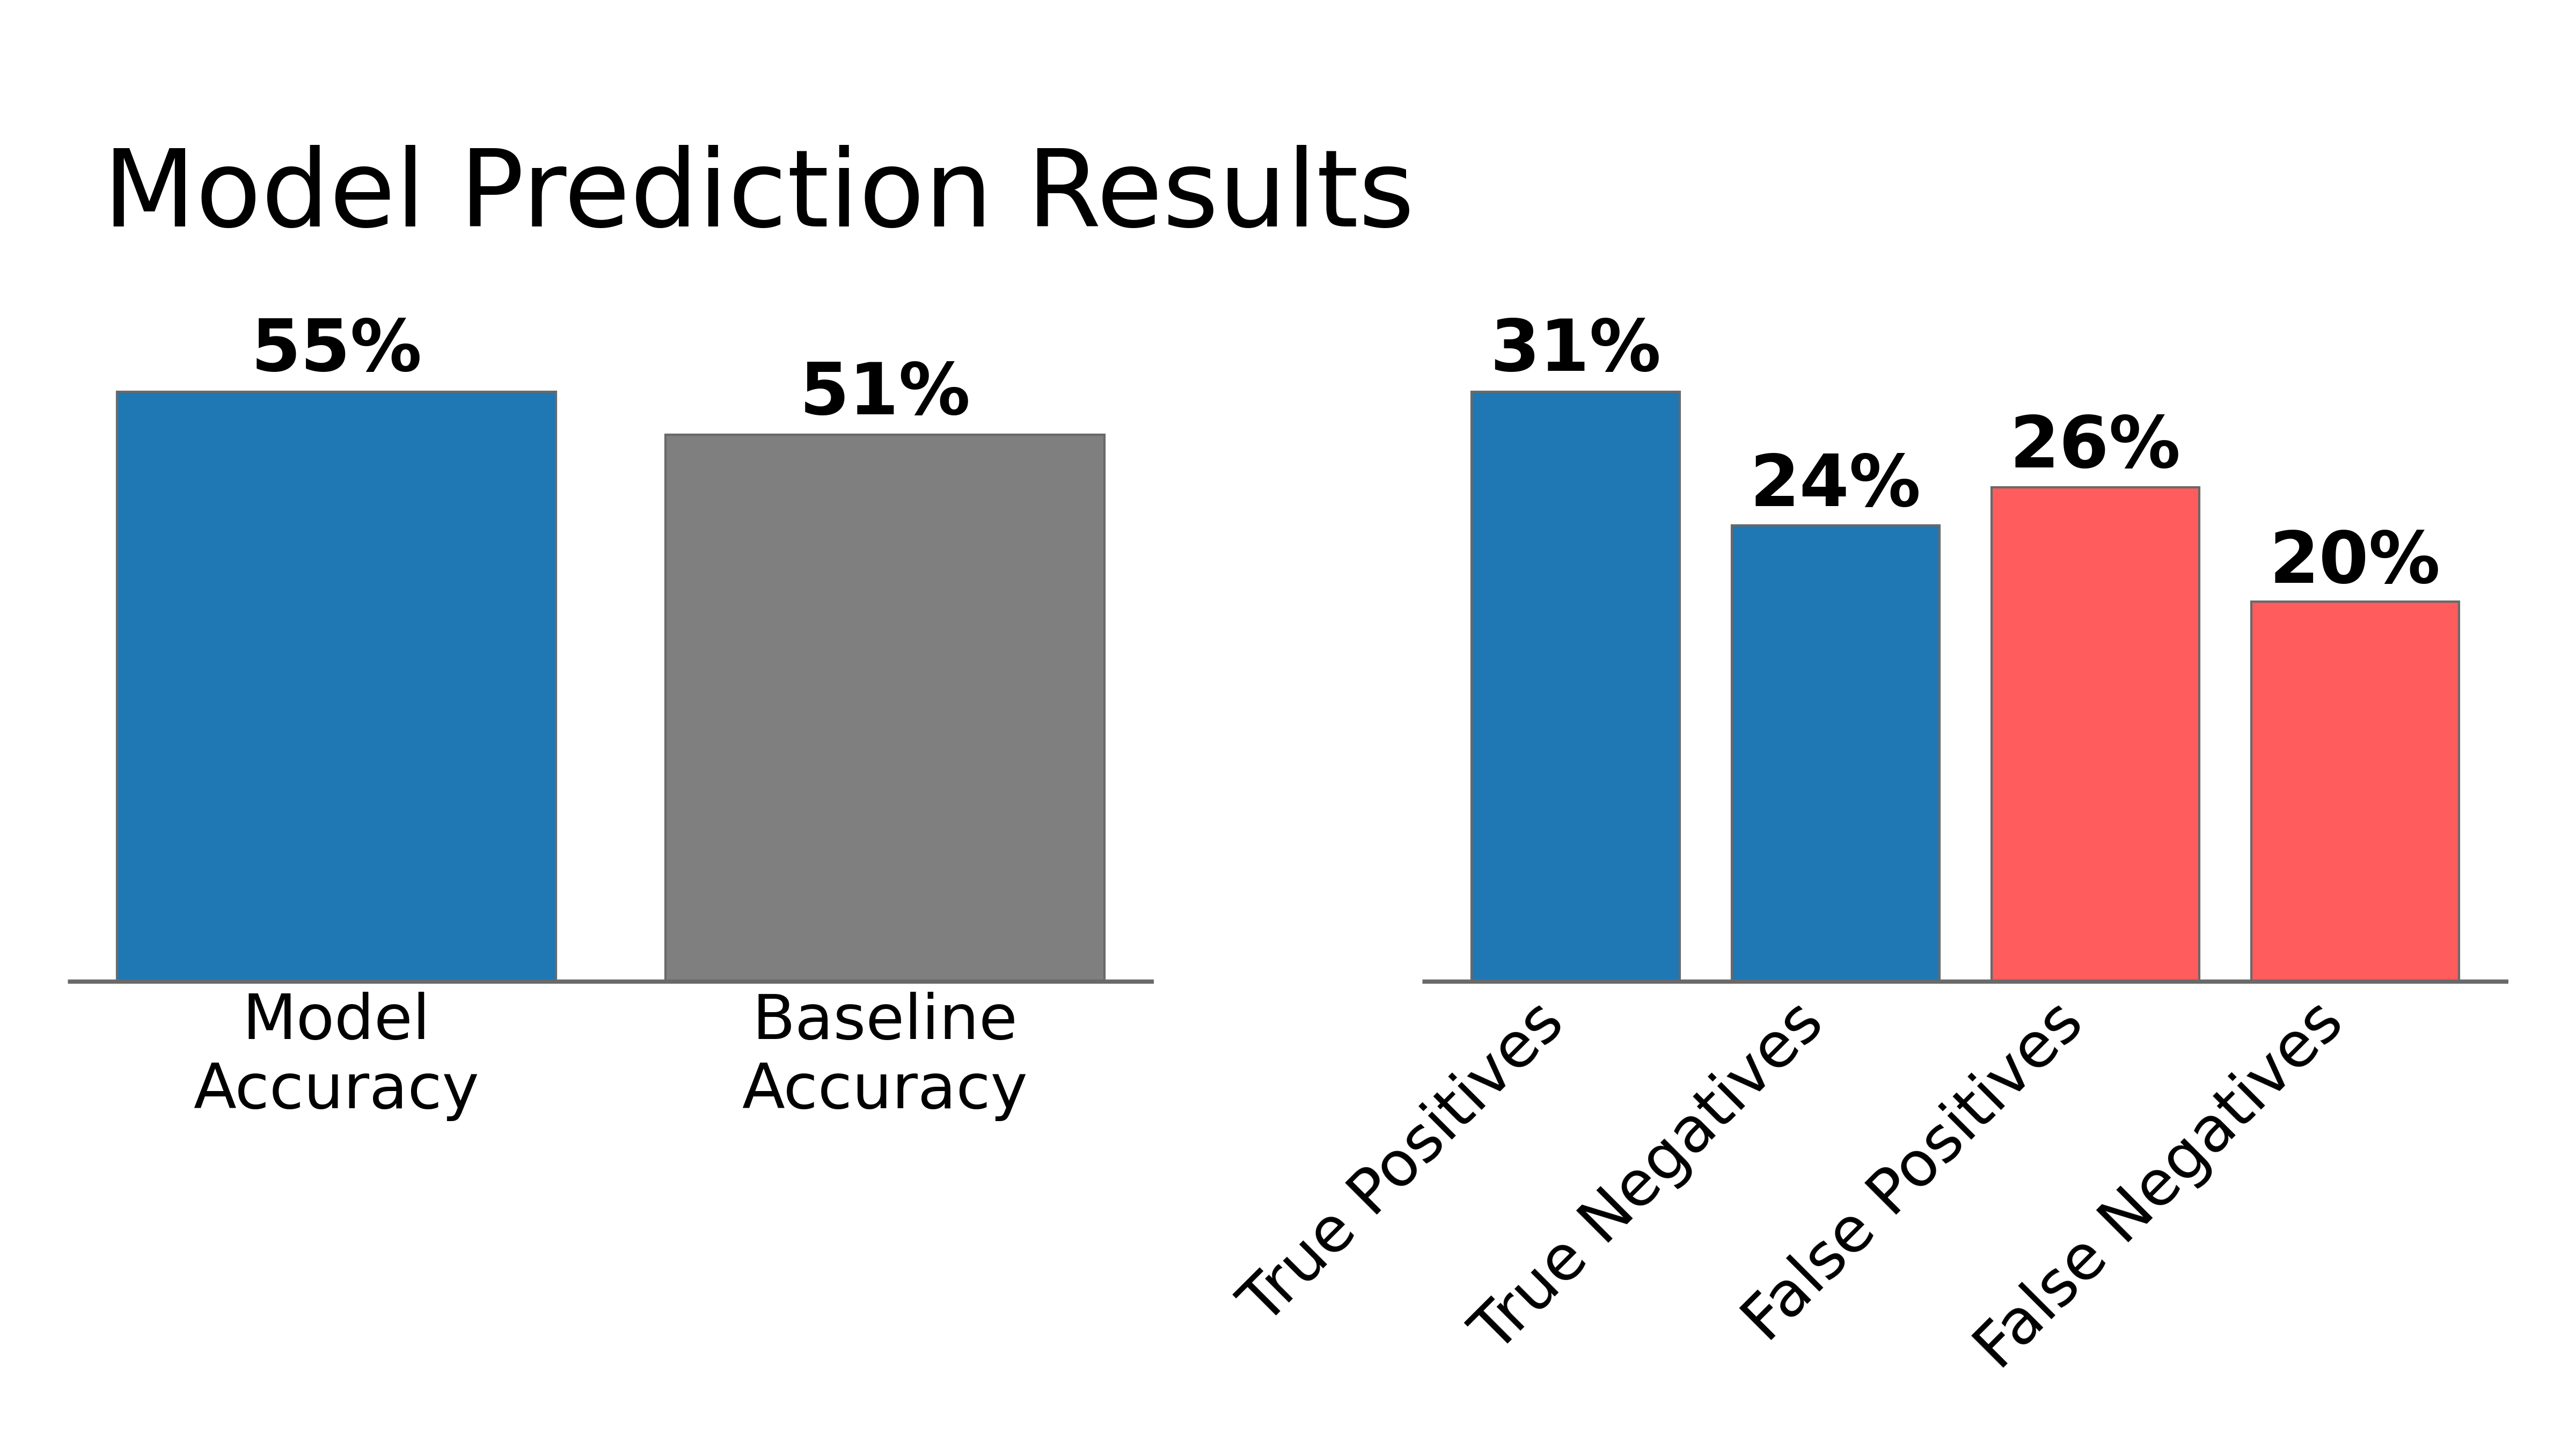 Model Prediction Results
55%
51%
Model
Accuracy
Baseline
Accuracy
31%
24%
26%
20%
True Positives
True Negatives
False Positives
False Negatives